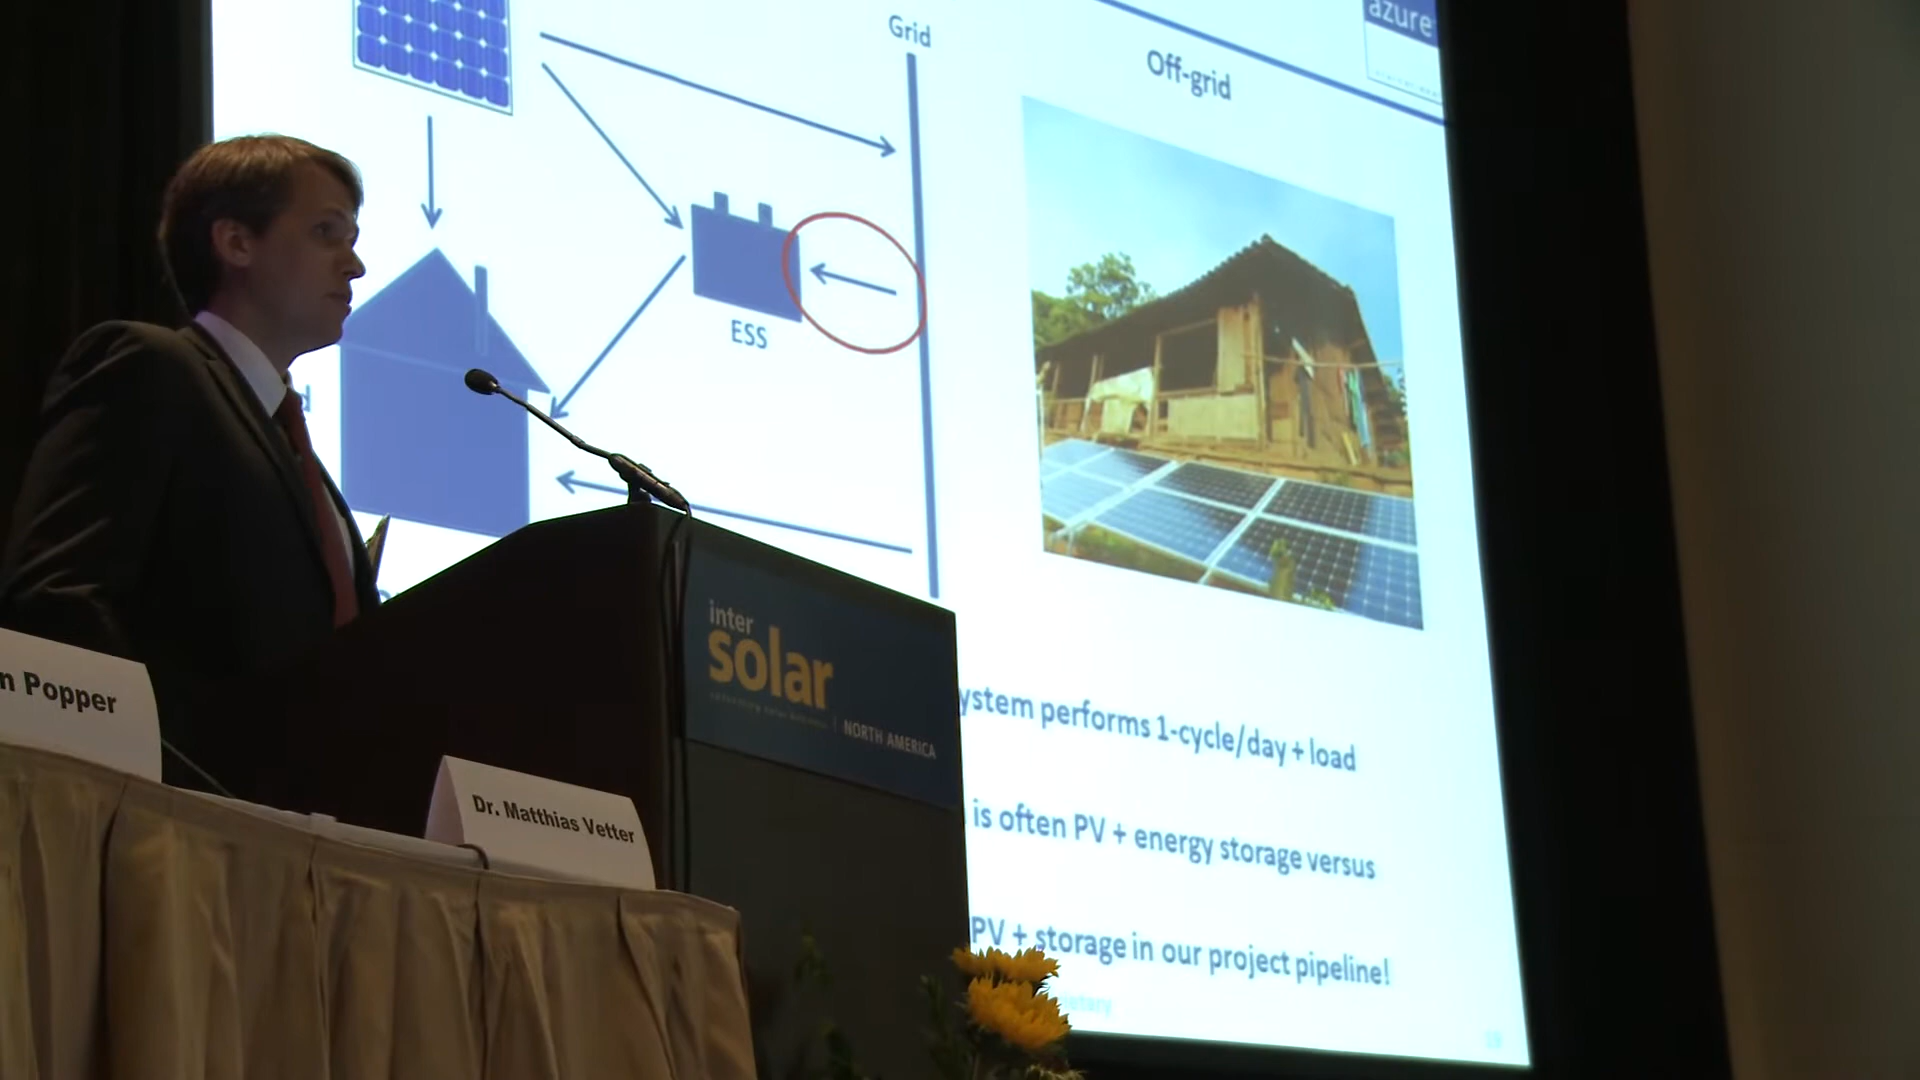 azure
Grid
Off-grid
ESS
d
ystem performs 1-cycle/day + load
is often PV + energy storage versus
PV + storage in our project pipeline!
inter
solar
NORTH AMERICA
n Popper
Dr. Matthias Vetter